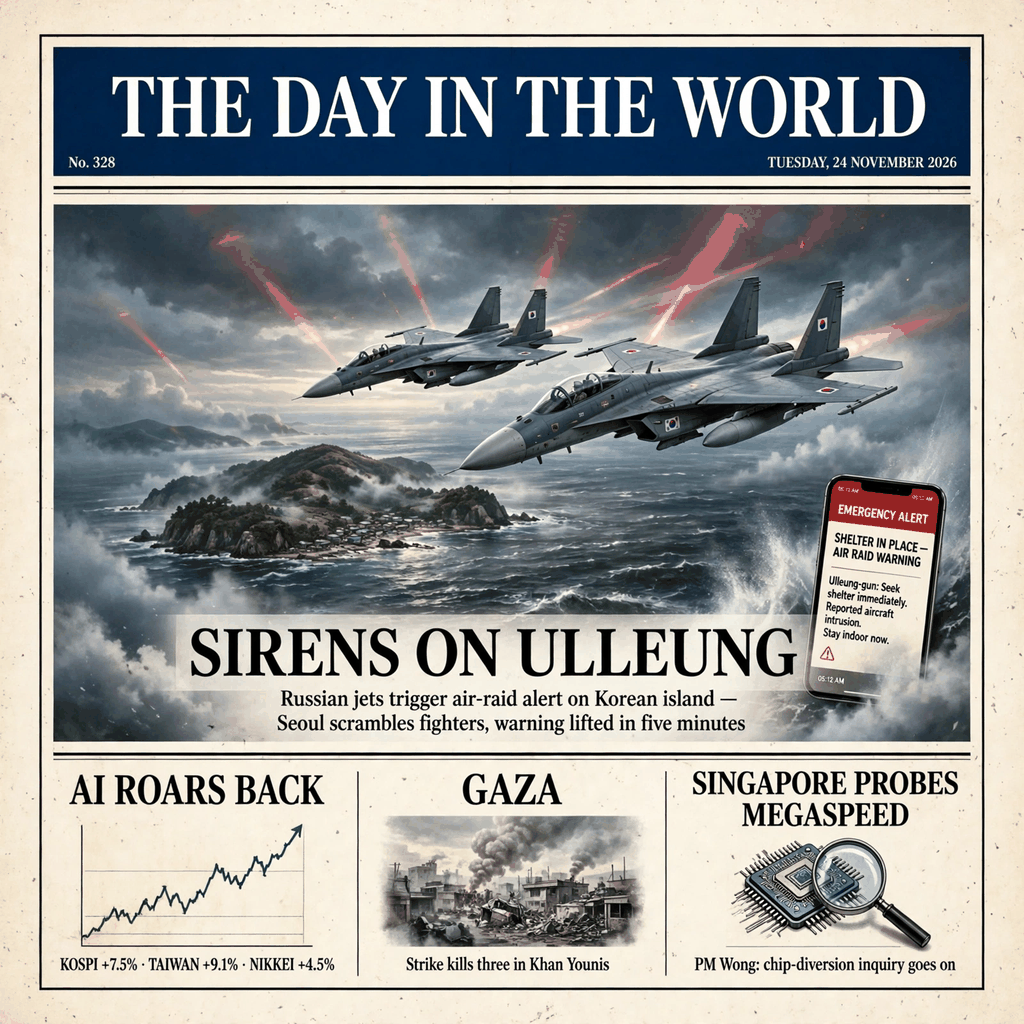 THE DAY IN THE WORLD
No. 328
TUESDAY, 24 NOVEMBER 2026
EMERGENCY ALERT
SHELTER IN PLACE –
AIR RAID WARNING
Ulleung-gun: Seek
shelter immediately.
Reported aircraft
intrusion.
Stay indoor now.
05:12 AM
SIRENS ON ULLEUNG
Russian jets trigger air-raid alert on Korean island —
Seoul scrambles fighters, warning lifted in five minutes
AI ROARS BACK
KOSPI +7.5% · TAIWAN +9.1% · NIKKEI +4.5%
GAZA
Strike kills three in Khan Younis
SINGAPORE PROBES
MEGASPEED
PM Wong: chip-diversion inquiry goes on